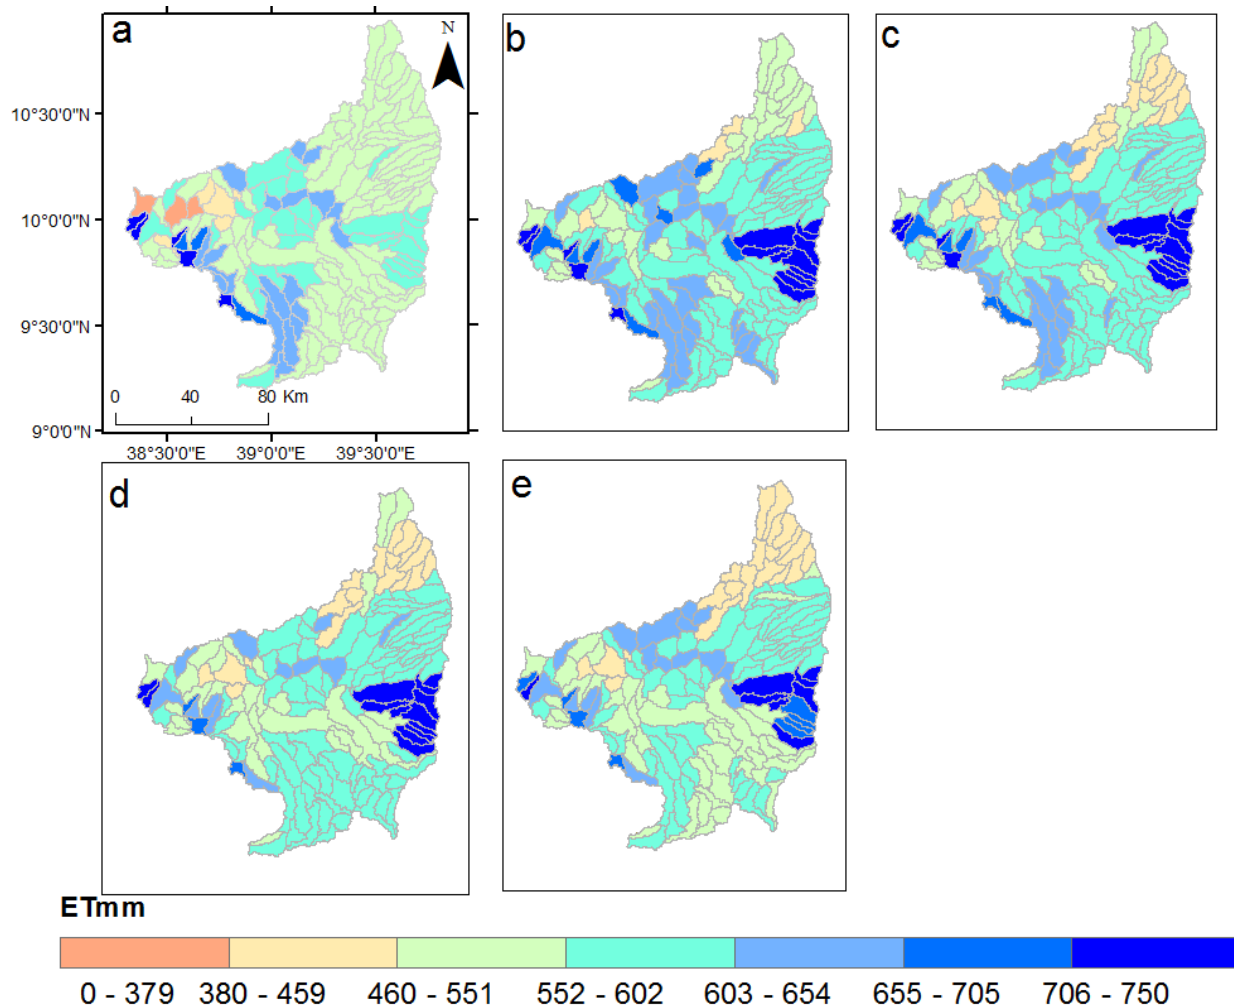 a
N
b
c
10°30'0"N
10°0'0"N
9°30'0"N
9°0'0"N
0 40 80 Km
38°30'0"E 39°0'0"E 39°30'0"E
d
e
ETmm
0 - 379 380 - 459 460 - 551 552 - 602 603 - 654 655 - 705 706 - 750